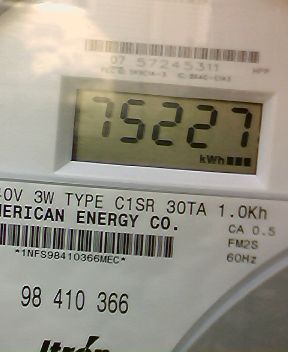 07 57245311
75227
kWh
0V 3W TYPE C1SR 30TA 1.0Kh
MERICAN ENERGY CO.
CA 0.5
FM2S
60Hz
*1NFS98410366MEC*
98 410 366
Itrón